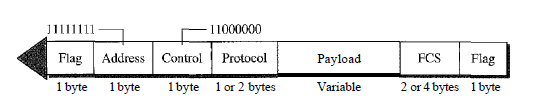 11111111 11000000
Flag Address Control Protocol Payload FCS Flag
1 byte 1 byte 1 byte 1 or 2 bytes Variable 2 or 4 bytes 1 byte